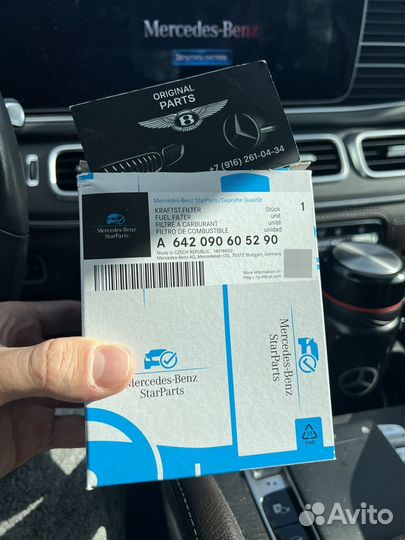 Mercedes-Benz
ORIGINAL
PARTS
B
+7 (916) 261-04-34
Mercedes-Benz StarParts/Geprüfte Qualität
Mercedes-Benz
StarParts
KRAFTST.FILTER
FUEL FILTER
FILTRE A CARBURANT
FILTRO DE COMBUSTIBLE
Stück
unit
unité
unidad
1
A 642 090 60 52 90
Made in CZECH REPUBLIC
Mercedes-Benz AG, Mercedesstr.120, 70372 Stuttgart, Germany
More information on
Mercedes-Benz
StarParts
Mercedes-Benz
StarParts
21
PAP
Avito